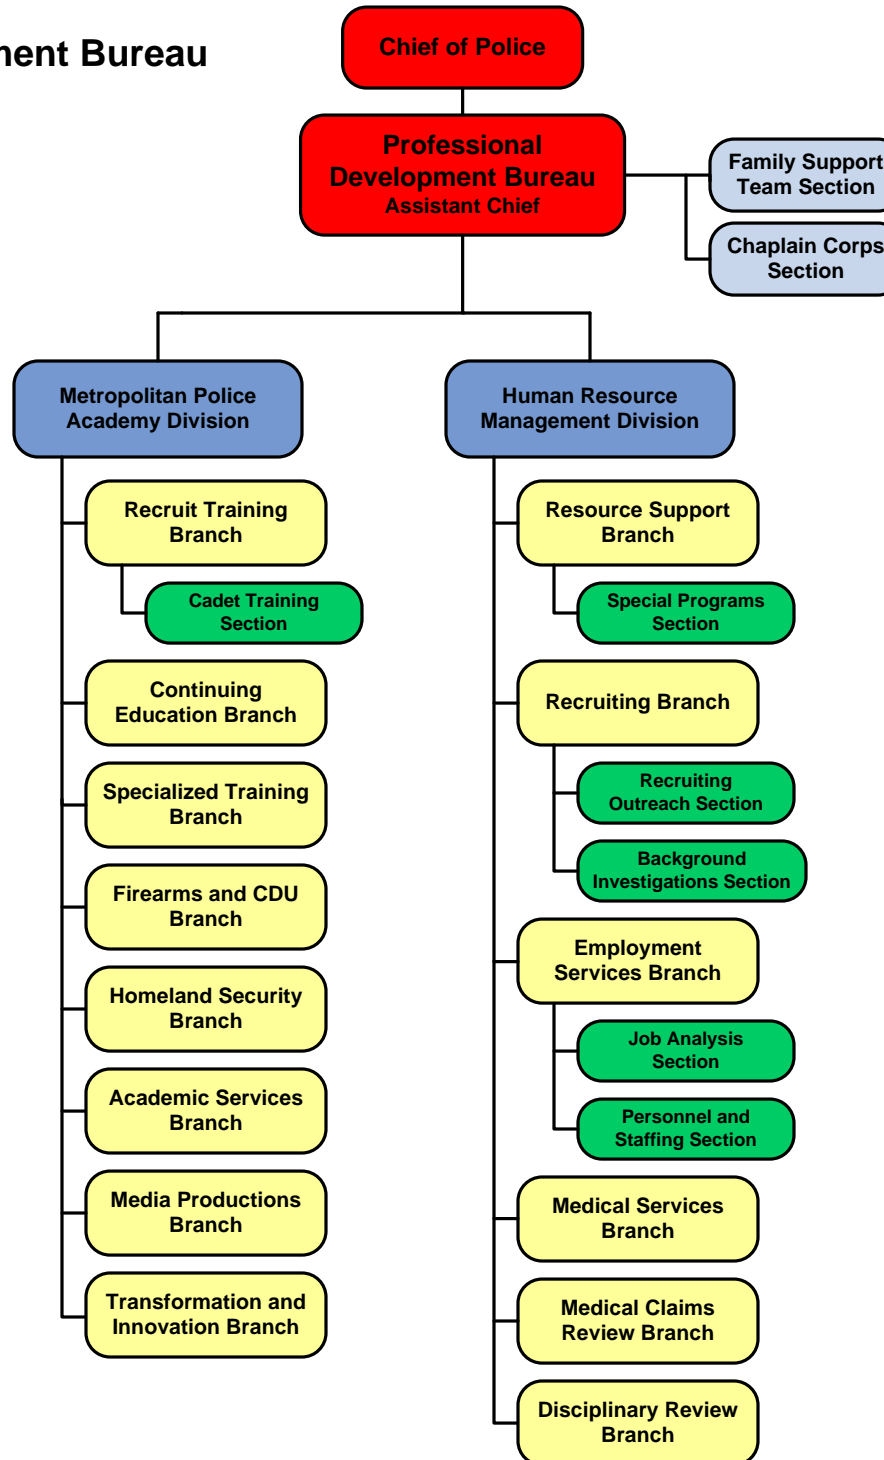 Chief of Police
ment Bureau
Professional
Development Bureau
Assistant Chief
Family Support
Team Section
Chaplain Corps
Section
Metropolitan Police
Academy Division
Recruit Training
Branch
Cadet Training
Section
Continuing
Education Branch
Specialized Training
Branch
Firearms and CDU
Branch
Homeland Security
Branch
Academic Services
Branch
Media Productions
Branch
Transformation and
Innovation Branch
Human Resource
Management Division
Resource Support
Branch
Special Programs
Section
Recruiting Branch
Recruiting
Outreach Section
Background
Investigations Section
Employment
Services Branch
Job Analysis
Section
Personnel and
Staffing Section
Medical Services
Branch
Medical Claims
Review Branch
Disciplinary Review
Branch